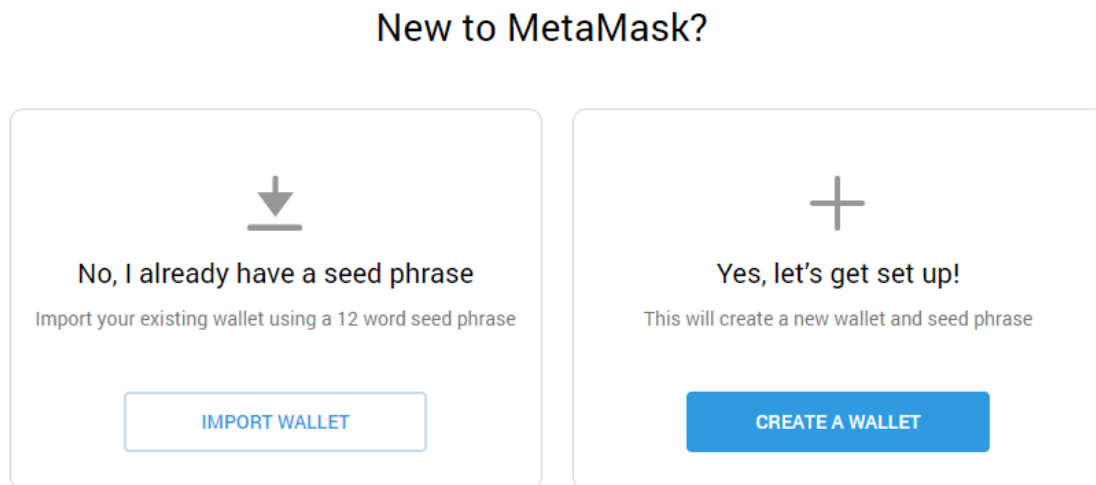 New to MetaMask?
No, I already have a seed phrase
Import your existing wallet using a 12 word seed phrase
IMPORT WALLET
Yes, let’s get set up!
This will create a new wallet and seed phrase
CREATE A WALLET